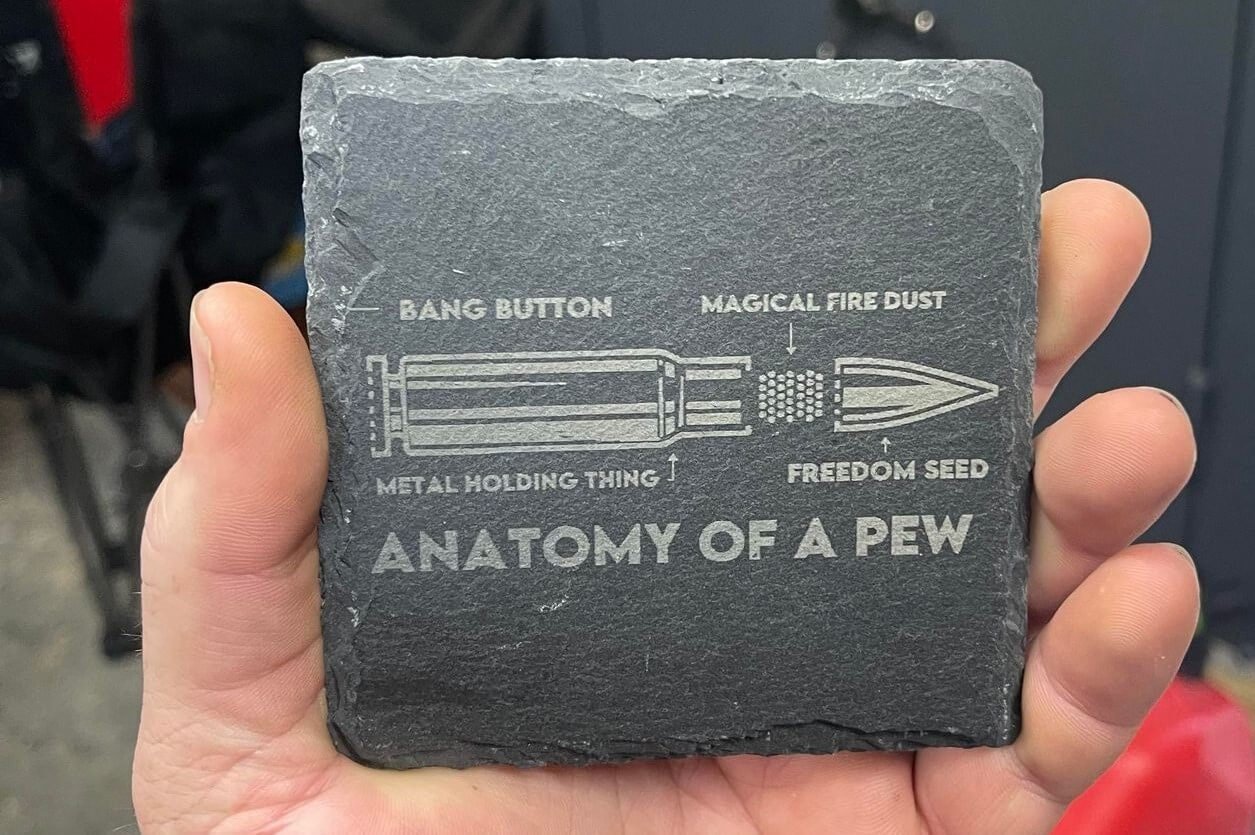 BANG BUTTON
MAGICAL FIRE DUST
METAL HOLDING THING
FREEDOM SEED
ANATOMY OF A PEW